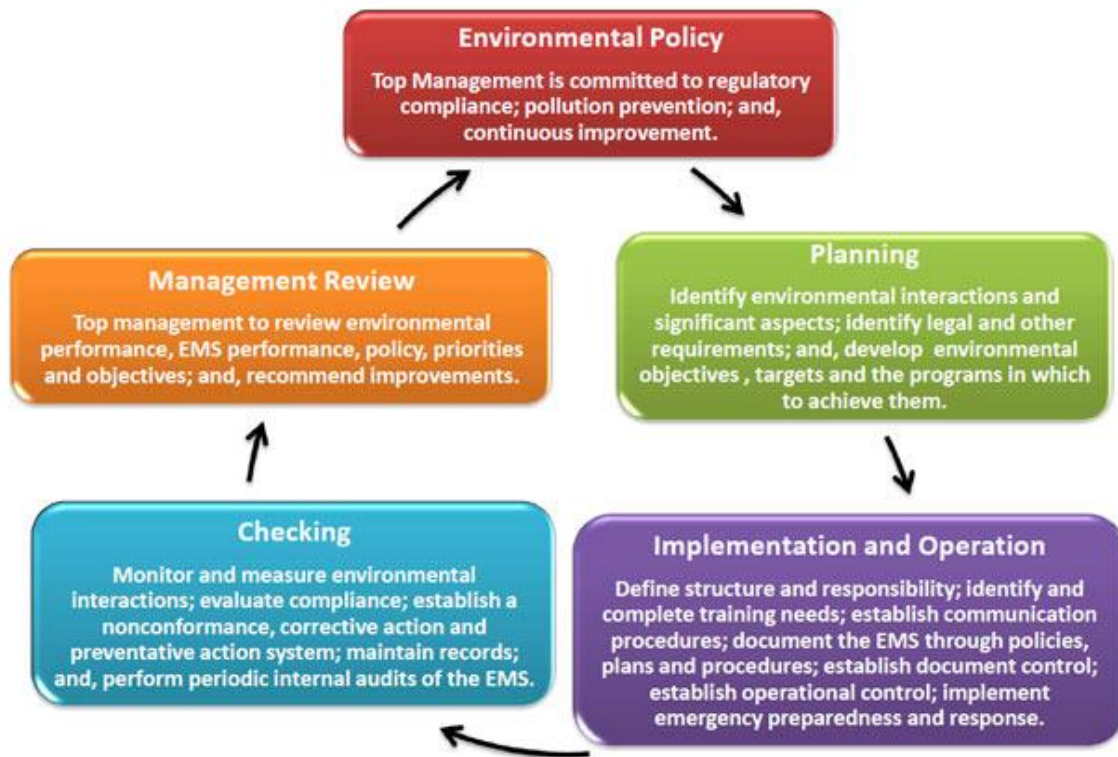 Environmental Policy
Top Management is committed to regulatory
compliance; pollution prevention; and,
continuous improvement.
Planning
Identify environmental interactions and
significant aspects; identify legal and other
requirements; and, develop  environmental
objectives , targets and the programs in which
to achieve them.
Implementation and Operation
Define structure and responsibility; identify and
complete training needs; establish communication
procedures; document the EMS through policies,
plans and procedures; establish document control;
establish operational control; implement
emergency preparedness and response.
Checking
Monitor and measure environmental
interactions; evaluate compliance; establish a
nonconformance, corrective action and
preventative action system; maintain records;
and, perform periodic internal audits of the EMS.
Management Review
Top management to review environmental
performance, EMS performance, policy, priorities
and objectives; and, recommend improvements.